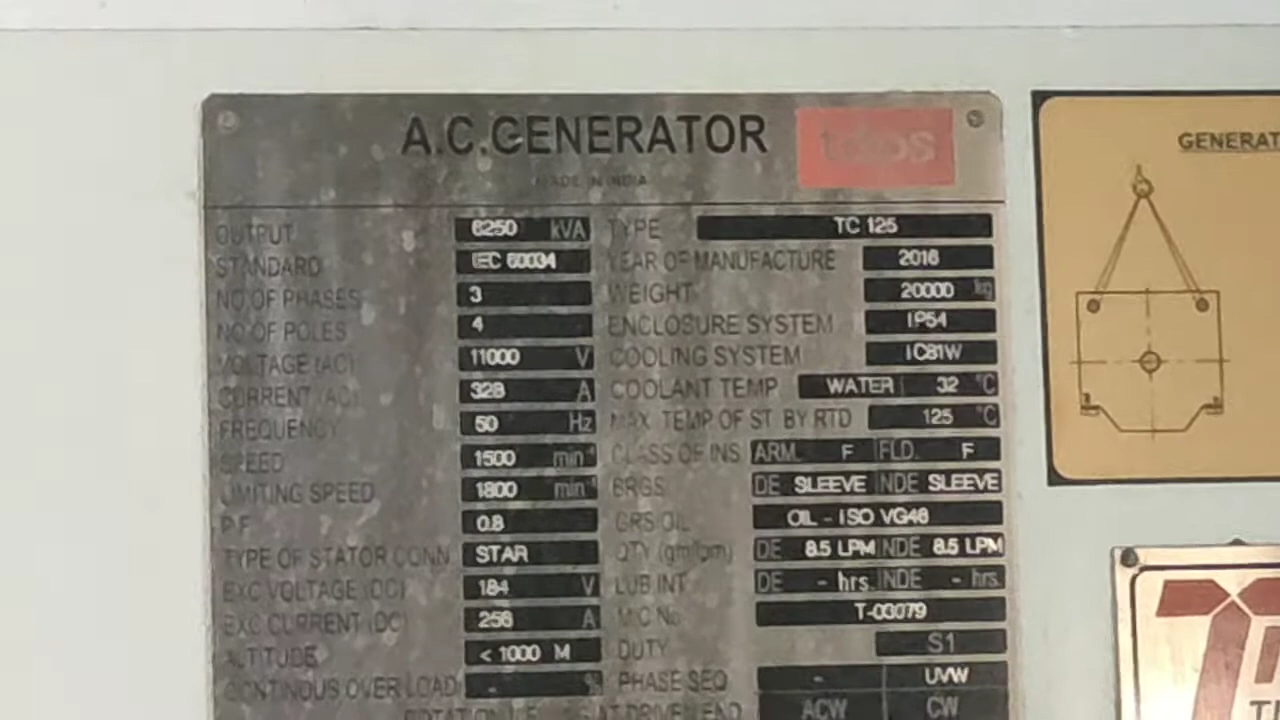 A.C.GENERATOR
tdps
MADE IN INDIA
OUTPUT 6250 kVA TYPE TC 125
STANDARD IEC 60034 YEAR OF MANUFACTURE 2016
NO OF PHASES 3 WEIGHT 20000 kg
NO OF POLES 4 ENCLOSURE SYSTEM IP54
VOLTAGE (AC) 11000 V COOLING SYSTEM IC81W
CURRENT (AC) 328 A COOLANT TEMP WATER 32 °C
FREQUENCY 50 Hz MAX TEMP OF ST BY RTD 125 °C
SPEED 1500 min⁻¹ CLASS OF INS ARM. F FLD. F
LIMITING SPEED 1800 min⁻¹ BRGS DE SLEEVE NDE SLEEVE
P.F 0.8 GRS OIL OIL - ISO VG46
TYPE OF STATOR CONN STAR QTY (gm/lpm) DE 8.5 LPM NDE 8.5 LPM
EXC VOLTAGE (DC) 184 V LUB INT DE - hrs. NDE - hrs.
EXC CURRENT (DC) 256 A M/C No T-03079
ALTITUDE < 1000 M DUTY S1
CONTINOUS OVER LOAD - % PHASE SEQ - UVW
DRIVE END ACW CW
GENERAT